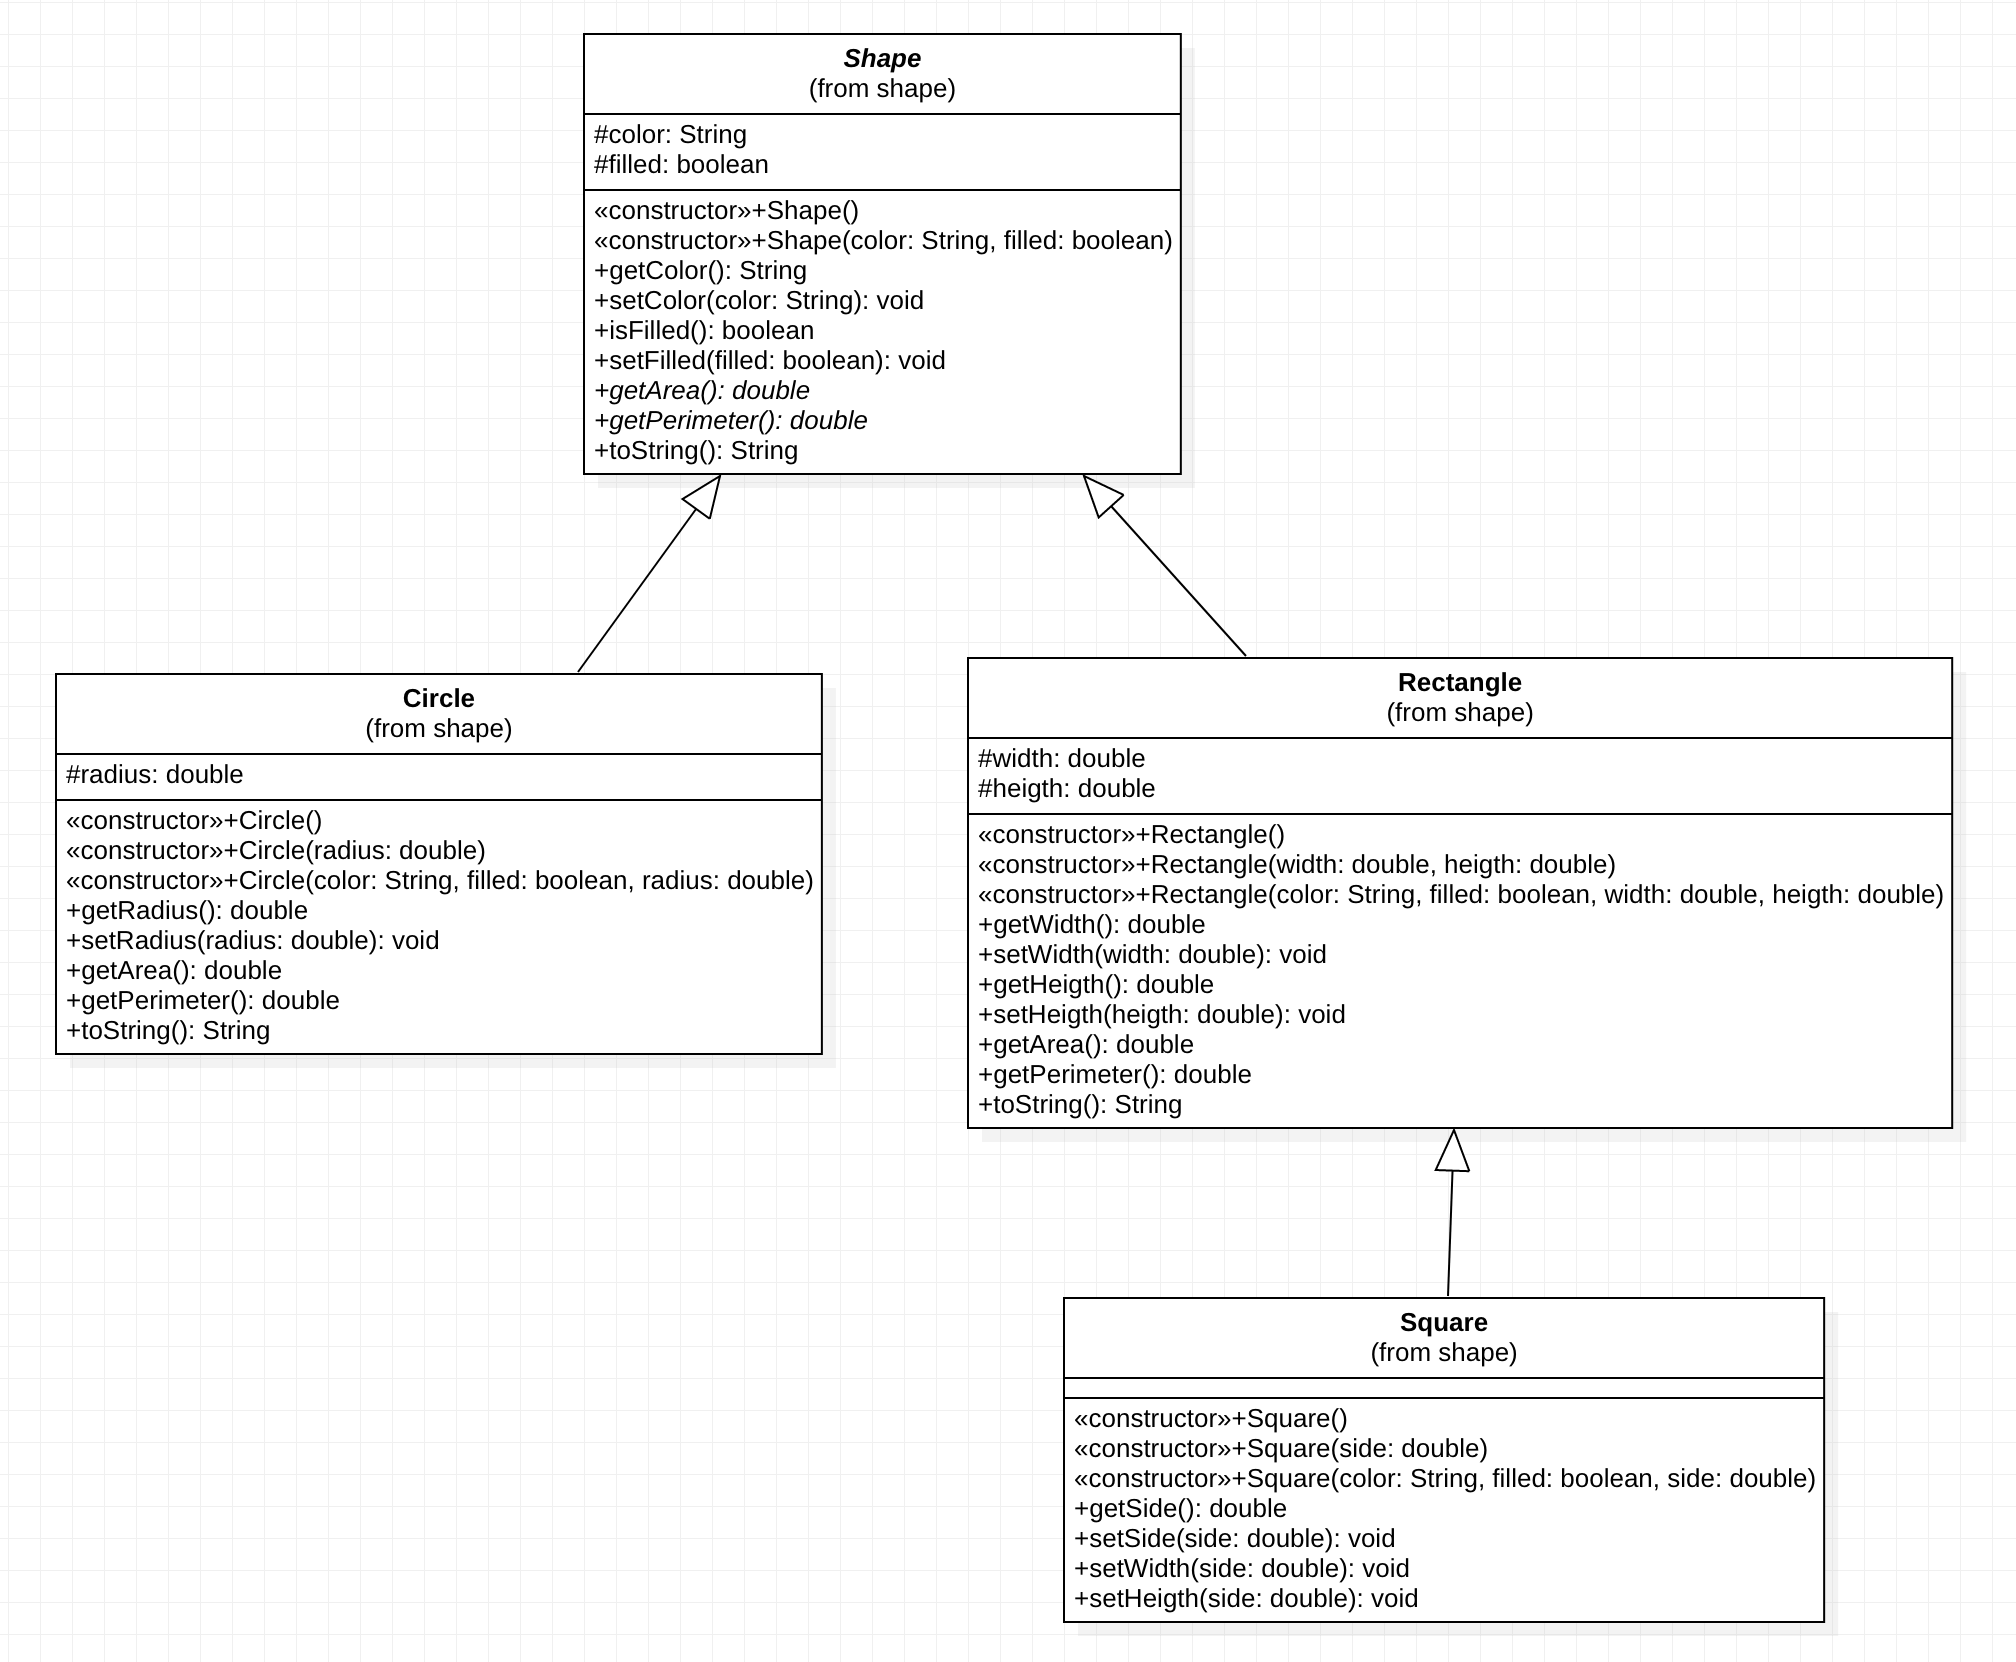 Shape
(from shape)
#color: String
#filled: boolean
«constructor»+Shape()
«constructor»+Shape(color: String, filled: boolean)
+getColor(): String
+setColor(color: String): void
+isFilled(): boolean
+setFilled(filled: boolean): void
+getArea(): double
+getPerimeter(): double
+toString(): String
Circle
(from shape)
#radius: double
«constructor»+Circle()
«constructor»+Circle(radius: double)
«constructor»+Circle(color: String, filled: boolean, radius: double)
+getRadius(): double
+setRadius(radius: double): void
+getArea(): double
+getPerimeter(): double
+toString(): String
Rectangle
(from shape)
#width: double
#heigth: double
«constructor»+Rectangle()
«constructor»+Rectangle(width: double, heigth: double)
«constructor»+Rectangle(color: String, filled: boolean, width: double, heigth: double)
+getWidth(): double
+setWidth(width: double): void
+getHeigth(): double
+setHeigth(heigth: double): void
+getArea(): double
+getPerimeter(): double
+toString(): String
Square
(from shape)
«constructor»+Square()
«constructor»+Square(side: double)
«constructor»+Square(color: String, filled: boolean, side: double)
+getSide(): double
+setSide(side: double): void
+setWidth(side: double): void
+setHeigth(side: double): void